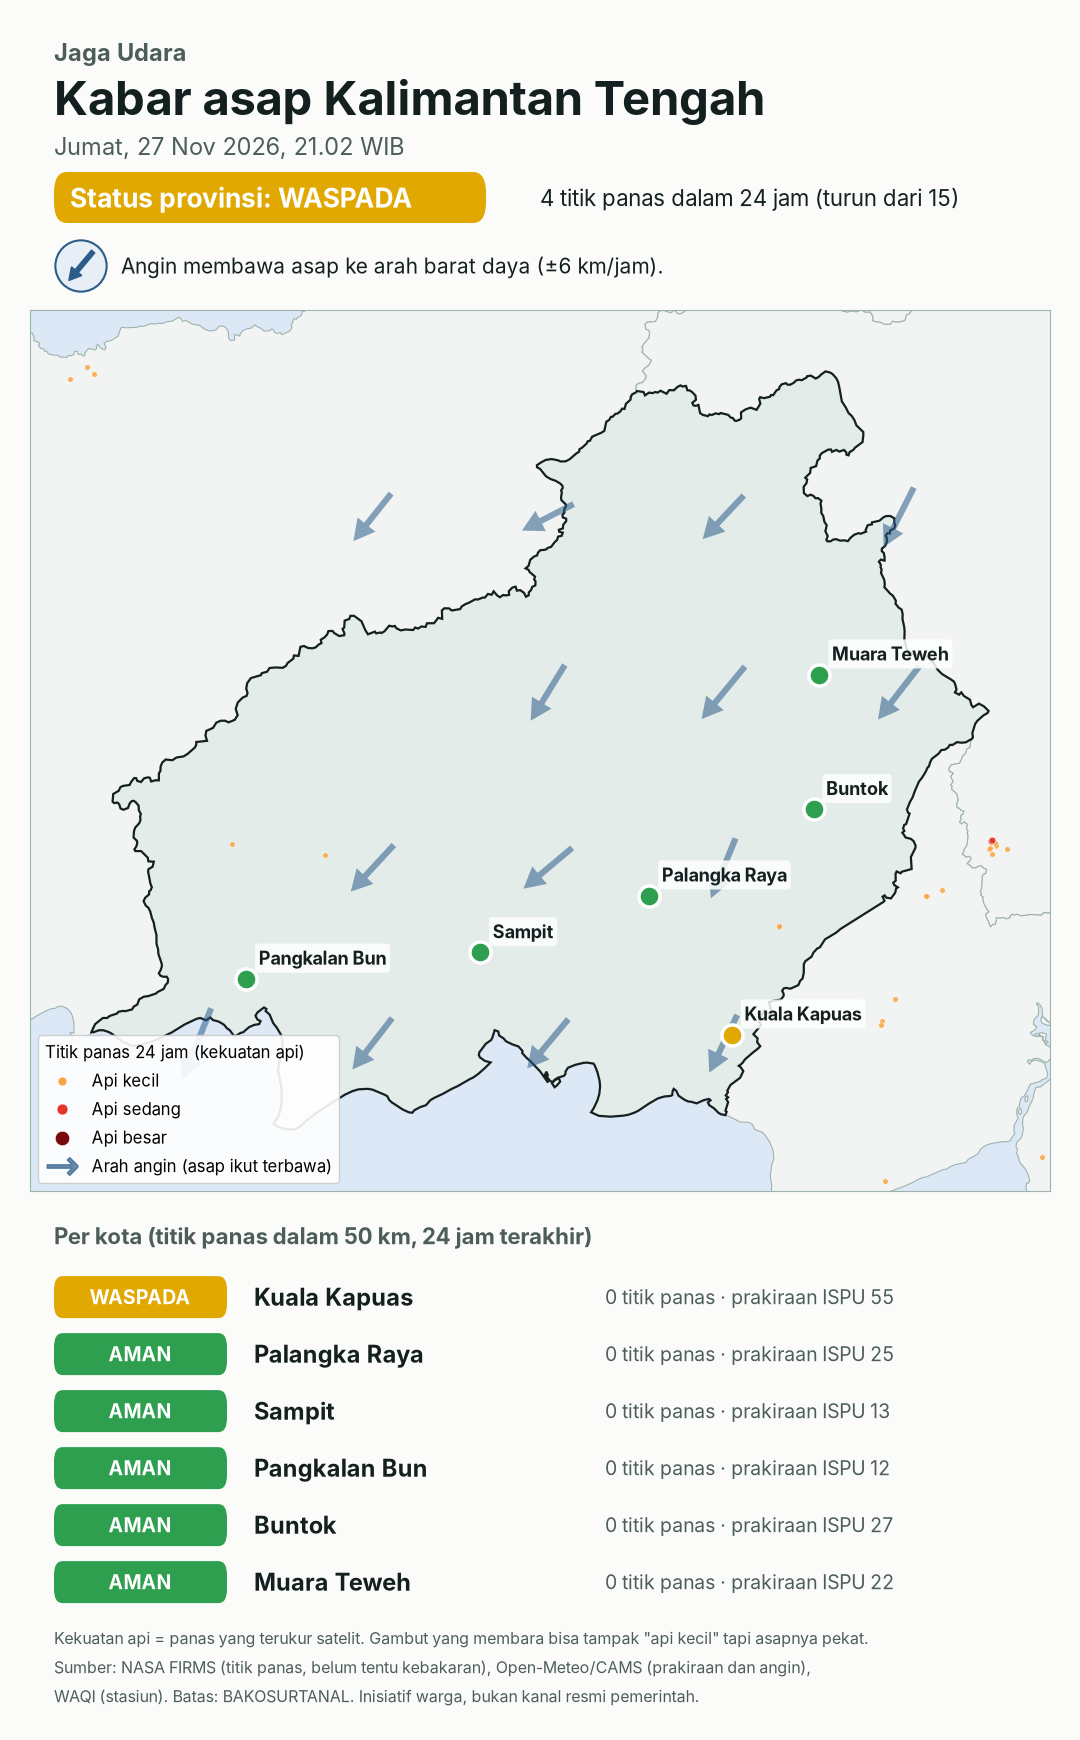 Jaga Udara
Kabar asap Kalimantan Tengah
Jumat, 27 Nov 2026, 21.02 WIB
Status provinsi: WASPADA
4 titik panas dalam 24 jam (turun dari 15)
Angin membawa asap ke arah barat daya (±6 km/jam).
Muara Teweh
Buntok
Palangka Raya
Sampit
Pangkalan Bun
Kuala Kapuas
Titik panas 24 jam (kekuatan api)
Api kecil
Api sedang
Api besar
Arah angin (asap ikut terbawa)
Per kota (titik panas dalam 50 km, 24 jam terakhir)
WASPADA Kuala Kapuas 0 titik panas · prakiraan ISPU 55
AMAN Palangka Raya 0 titik panas · prakiraan ISPU 25
AMAN Sampit 0 titik panas · prakiraan ISPU 13
AMAN Pangkalan Bun 0 titik panas · prakiraan ISPU 12
AMAN Buntok 0 titik panas · prakiraan ISPU 27
AMAN Muara Teweh 0 titik panas · prakiraan ISPU 22
Kekuatan api = panas yang terukur satelit. Gambut yang membara bisa tampak "api kecil" tapi asapnya pekat.
Sumber: NASA FIRMS (titik panas, belum tentu kebakaran), Open-Meteo/CAMS (prakiraan dan angin),
WAQI (stasiun). Batas: BAKOSURTANAL. Inisiatif warga, bukan kanal resmi pemerintah.